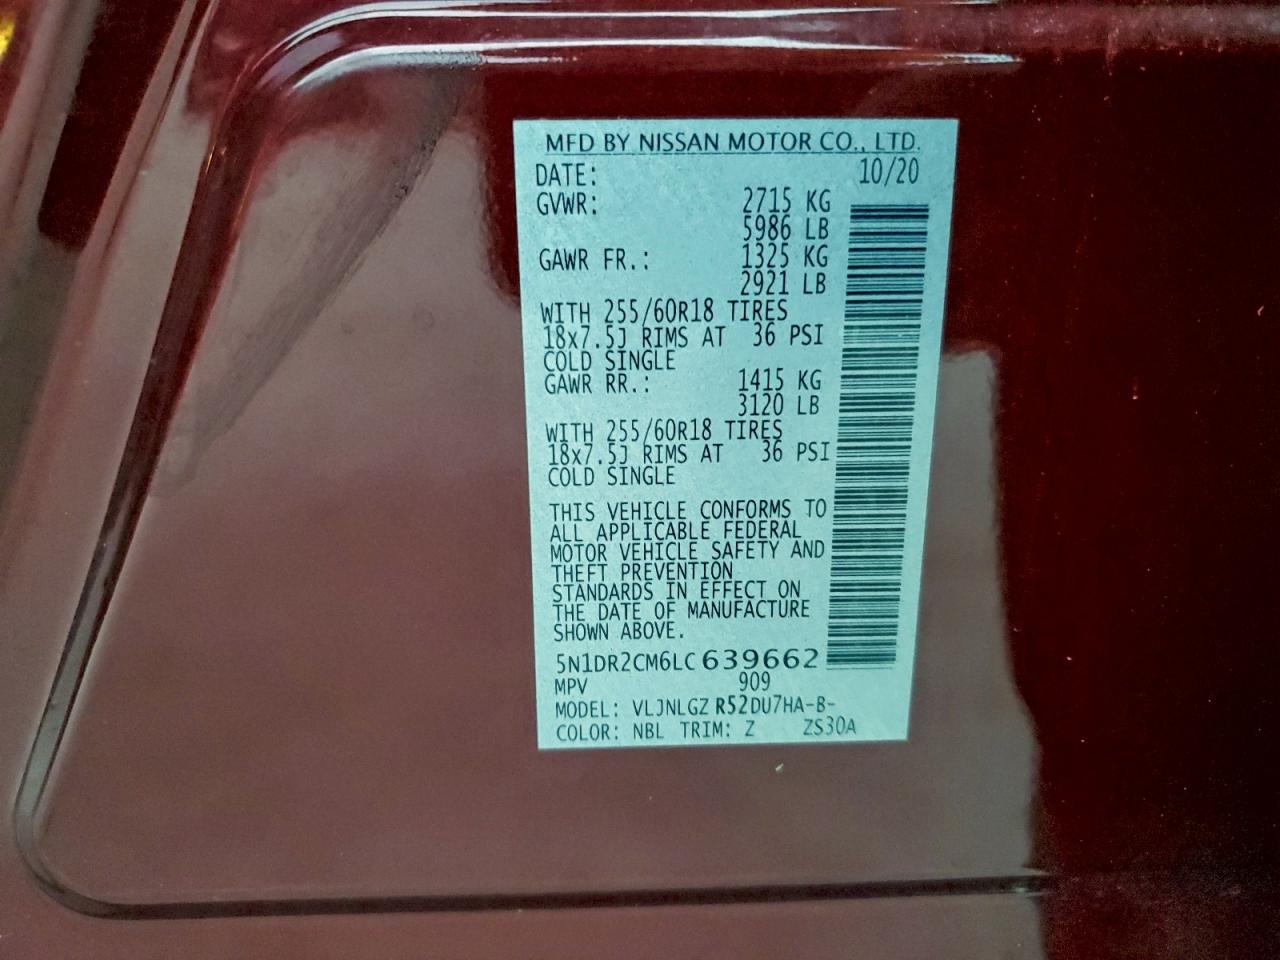 MFD BY NISSAN MOTOR CO., LTD.
DATE: 10/20
GVWR: 2715 KG
5986 LB
GAWR FR.: 1325 KG
2921 LB
WITH 255/60R18 TIRES
18x7.5J RIMS AT 36 PSI
COLD SINGLE
GAWR RR.: 1415 KG
3120 LB
WITH 255/60R18 TIRES
18x7.5J RIMS AT 36 PSI
COLD SINGLE
THIS VEHICLE CONFORMS TO
ALL APPLICABLE FEDERAL
MOTOR VEHICLE SAFETY AND
THEFT PREVENTION
STANDARDS IN EFFECT ON
THE DATE OF MANUFACTURE
SHOWN ABOVE.
5N1DR2CM6LC639662
MPV 909
MODEL: VLJNLGZ R52DU7HA-B-
COLOR: NBL TRIM: Z ZS30A